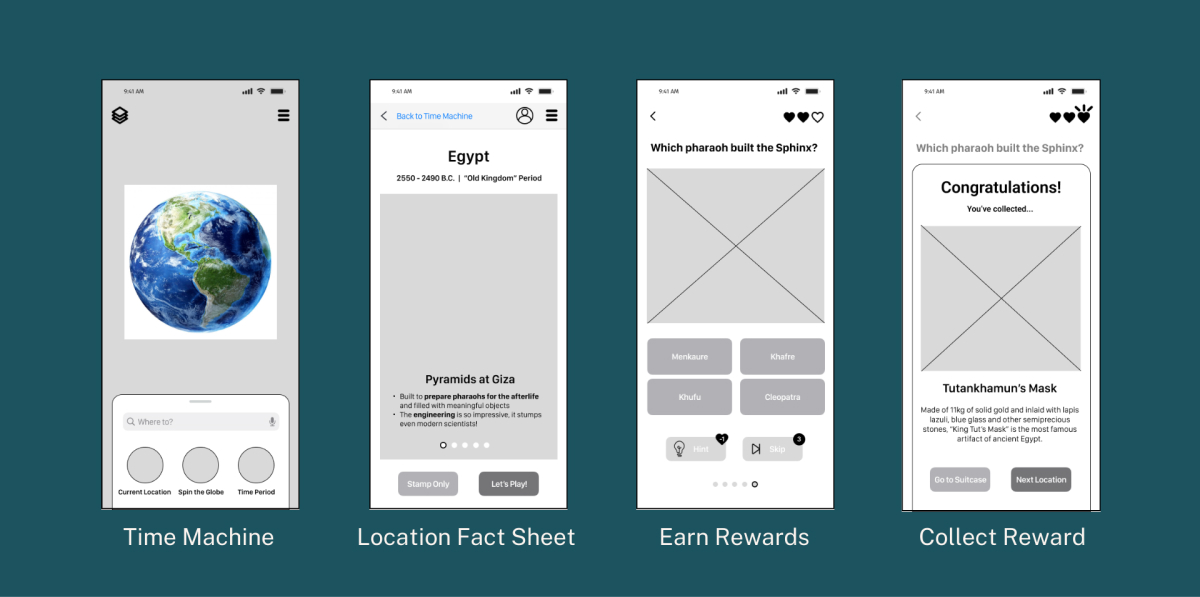 9:41 AM
Where to?
Current Location
Spin the Globe
Time Period
Time Machine
9:41 AM
Back to Time Machine
Egypt
2550 - 2490 B.C. | “Old Kingdom” Period
Pyramids at Giza
• Built to prepare pharaohs for the afterlife
and filled with meaningful objects
• The engineering is so impressive, it stumps
even modern scientists!
Stamp Only
Let’s Play!
Location Fact Sheet
9:41 AM
Which pharaoh built the Sphinx?
Menkaure
Khafre
Khufu
Cleopatra
Hint
-1
Skip
3
Earn Rewards
9:41 AM
Which pharaoh built the Sphinx?
Congratulations!
You’ve collected...
Tutankhamun’s Mask
Made of 11kg of solid gold and inlaid with lapis
lazuli, blue glass and other semiprecious
stones, “King Tut’s Mask” is the most famous
artifact of ancient Egypt.
Go to Suitcase
Next Location
Collect Reward